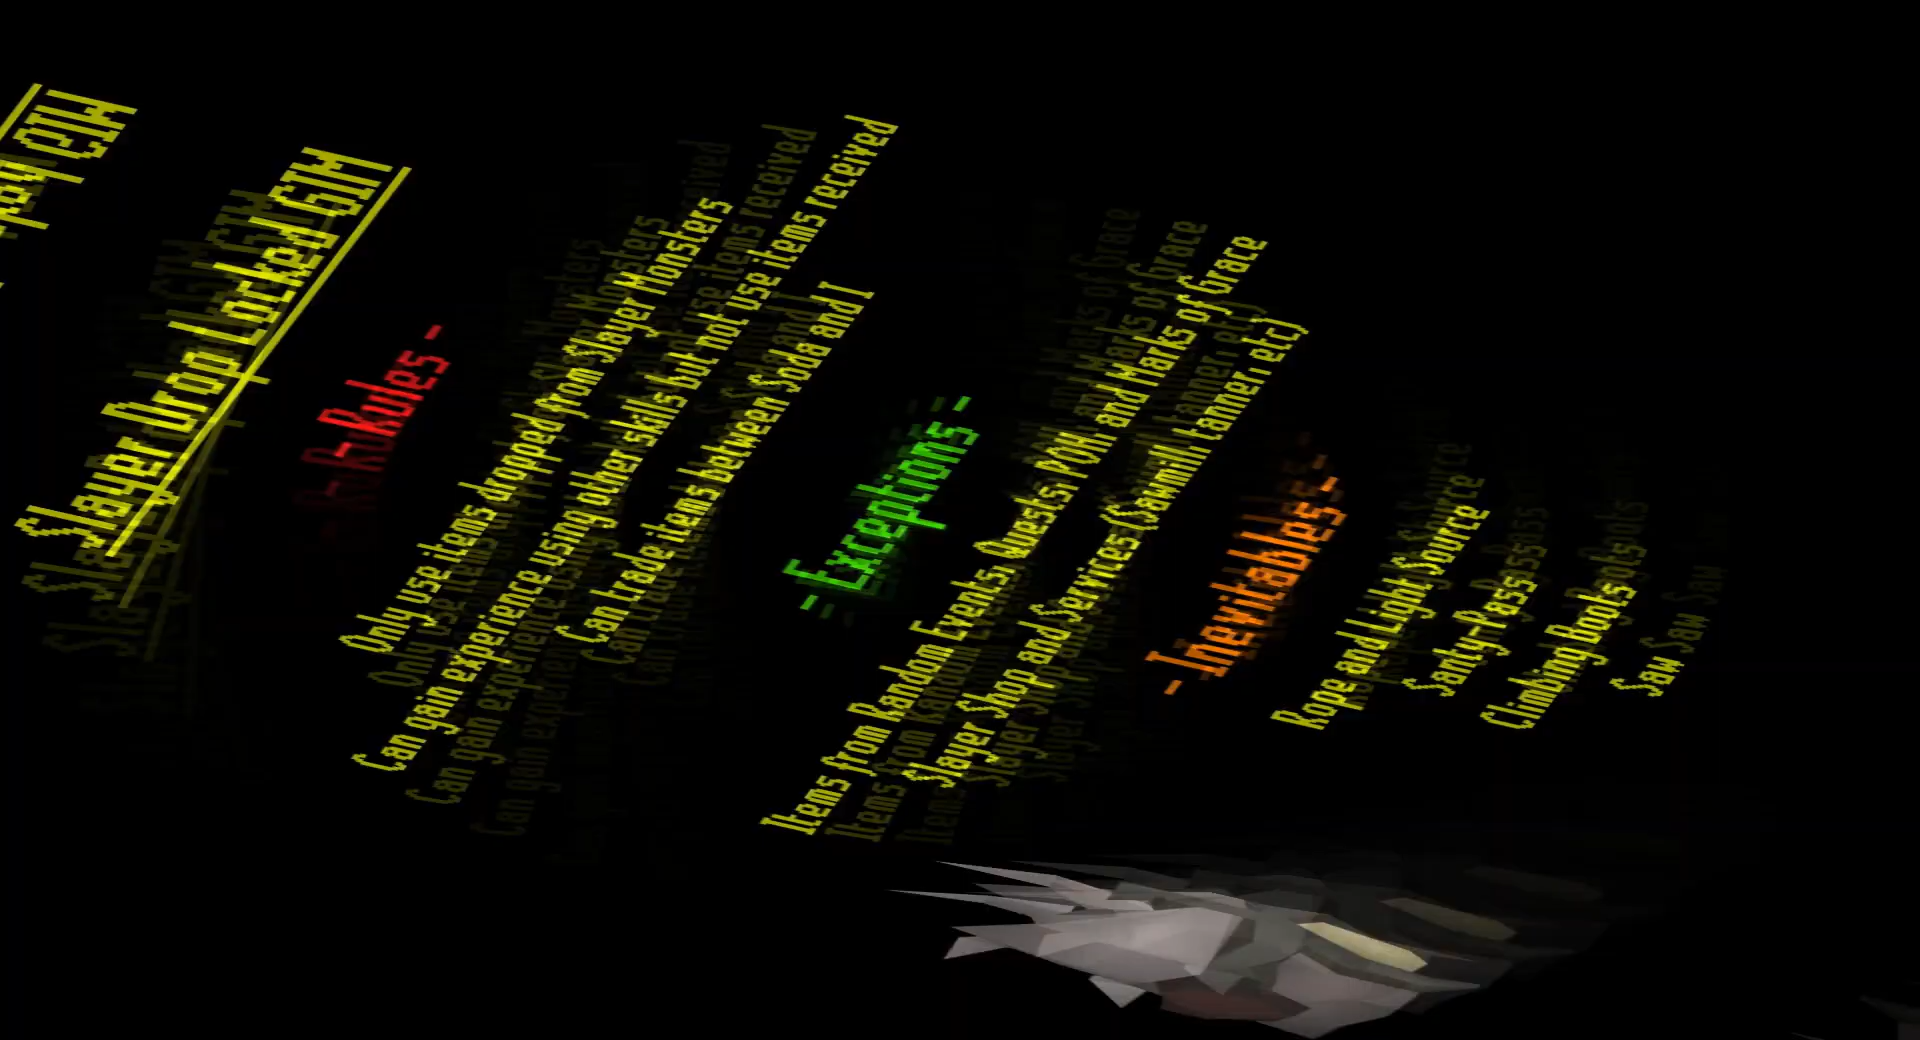 Slayer Drop Locked GIM
- Rules -
Only use items dropped from Slayer Monsters
Can gain experience using other skills but not use items received
Can trade items between Soda and I
- Exceptions -
Items from Random Events, Quests, POH, and Marks of Grace
Slayer Shop and Services (Sawmill, tanner, etc)
- Inevitables -
Rope and Light Source
Santy-Pass
Climbing Boots
Saw